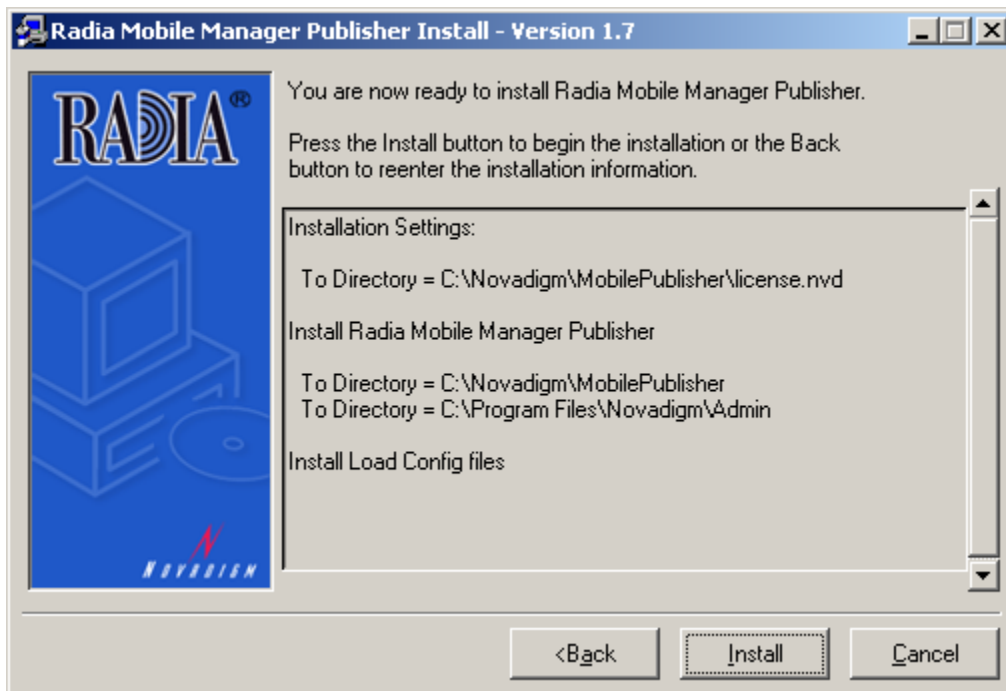 Radia Mobile Manager Publisher Install - Version 1.7
RADIA®
NOVADIGM
You are now ready to install Radia Mobile Manager Publisher.
Press the Install button to begin the installation or the Back
button to reenter the installation information.
Installation Settings:
To Directory = C:\Novadigm\MobilePublisher\license.nvd
Install Radia Mobile Manager Publisher
To Directory = C:\Novadigm\MobilePublisher
To Directory = C:\Program Files\Novadigm\Admin
Install Load Config files
<Back
Install
Cancel